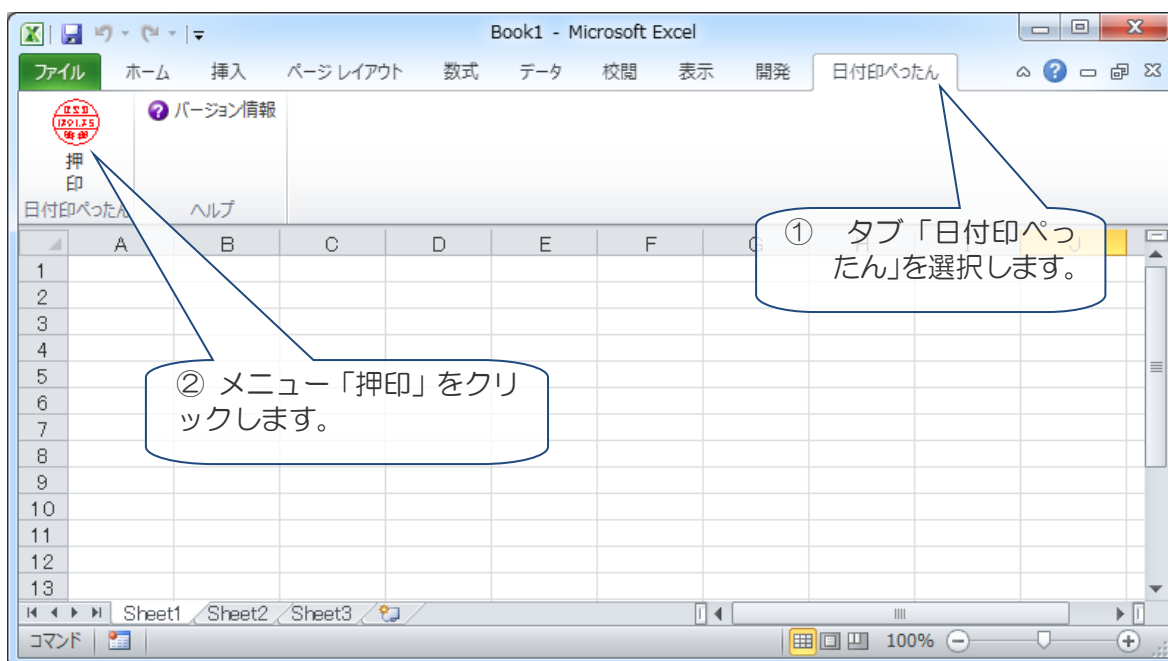 Book1 - Microsoft Excel
ファイル ホーム 挿入 ページ レイアウト 数式 データ 校閲 表示 開発 日付印ぺったん
バージョン情報
押
印
日付印ぺったん ヘルプ
① タブ「日付印ぺっ
たん」を選択します。
A B C D E F G H I J
1
2
3
4
② メニュー「押印」をクリ
ックします。
5
6
7
8
9
10
11
12
13
Sheet1 Sheet2 Sheet3
コマンド 100%